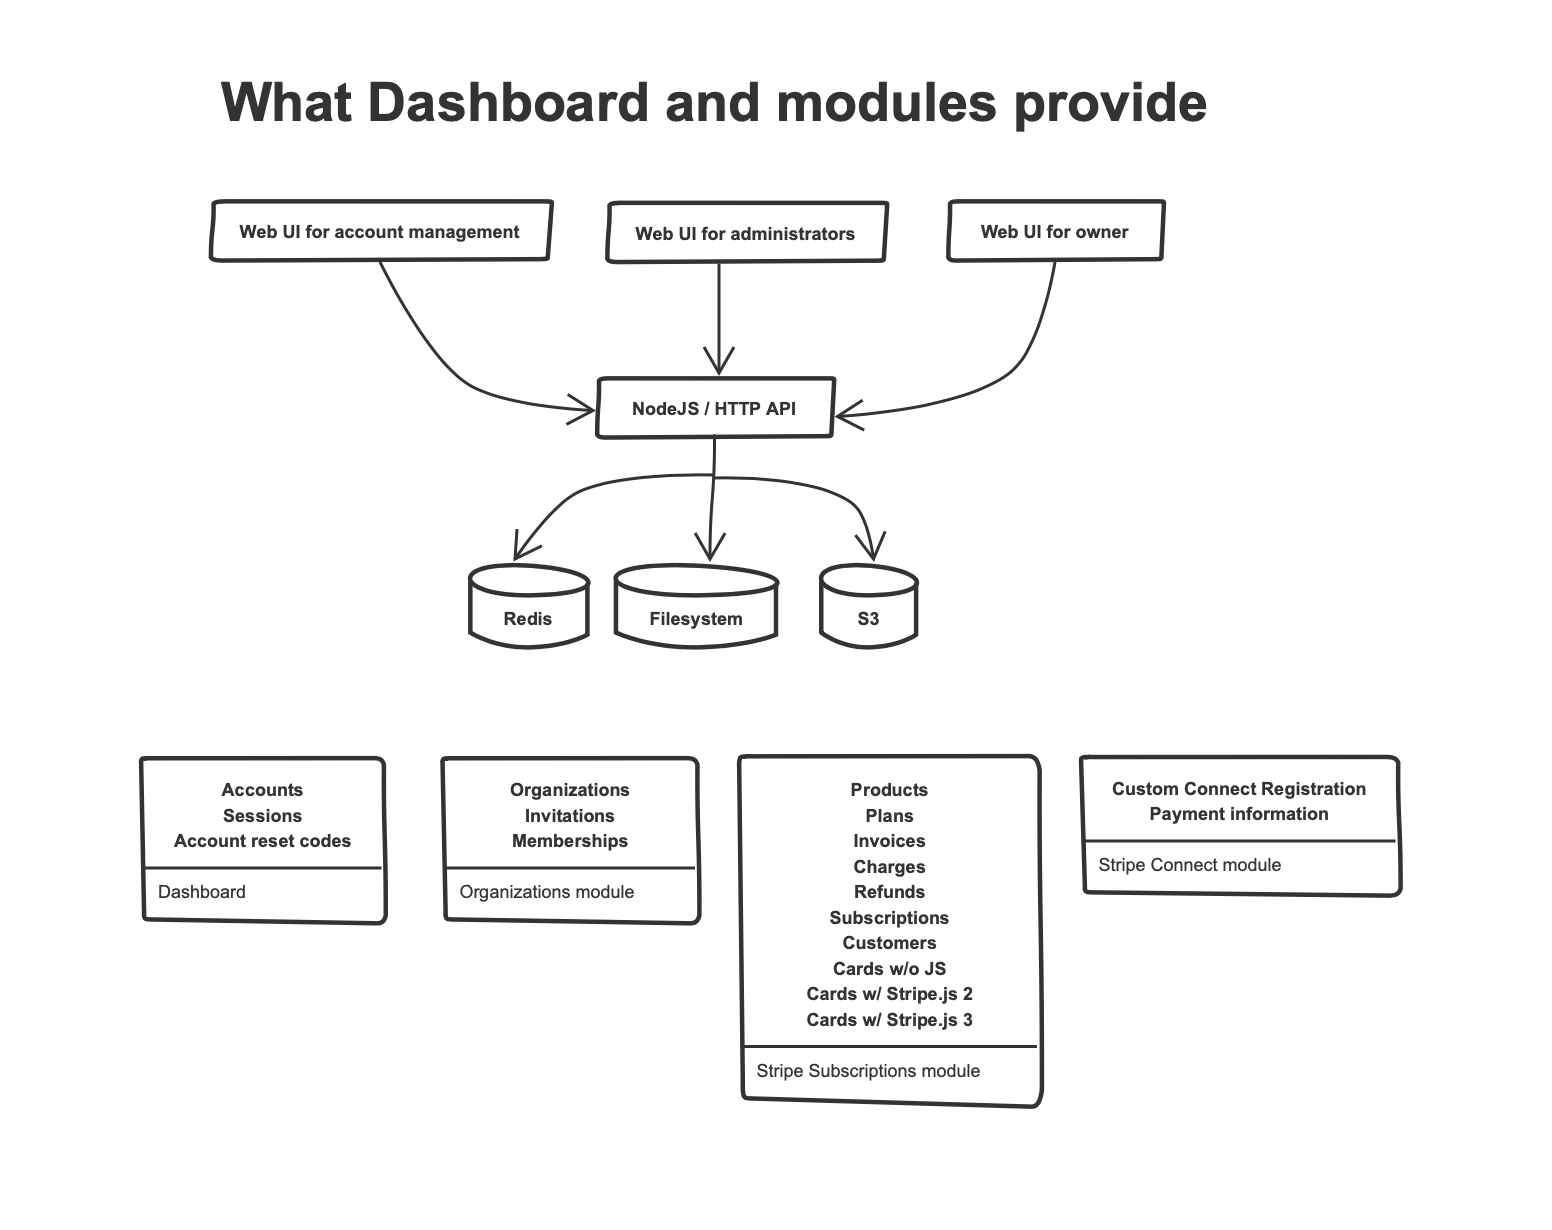 What Dashboard and modules provide
Web UI for account management
Web UI for administrators
Web UI for owner
NodeJS / HTTP API
Redis
Filesystem
S3
Accounts
Sessions
Account reset codes
Dashboard
Organizations
Invitations
Memberships
Organizations module
Products
Plans
Invoices
Charges
Refunds
Subscriptions
Customers
Cards w/o JS
Cards w/ Stripe.js 2
Cards w/ Stripe.js 3
Stripe Subscriptions module
Custom Connect Registration
Payment information
Stripe Connect module